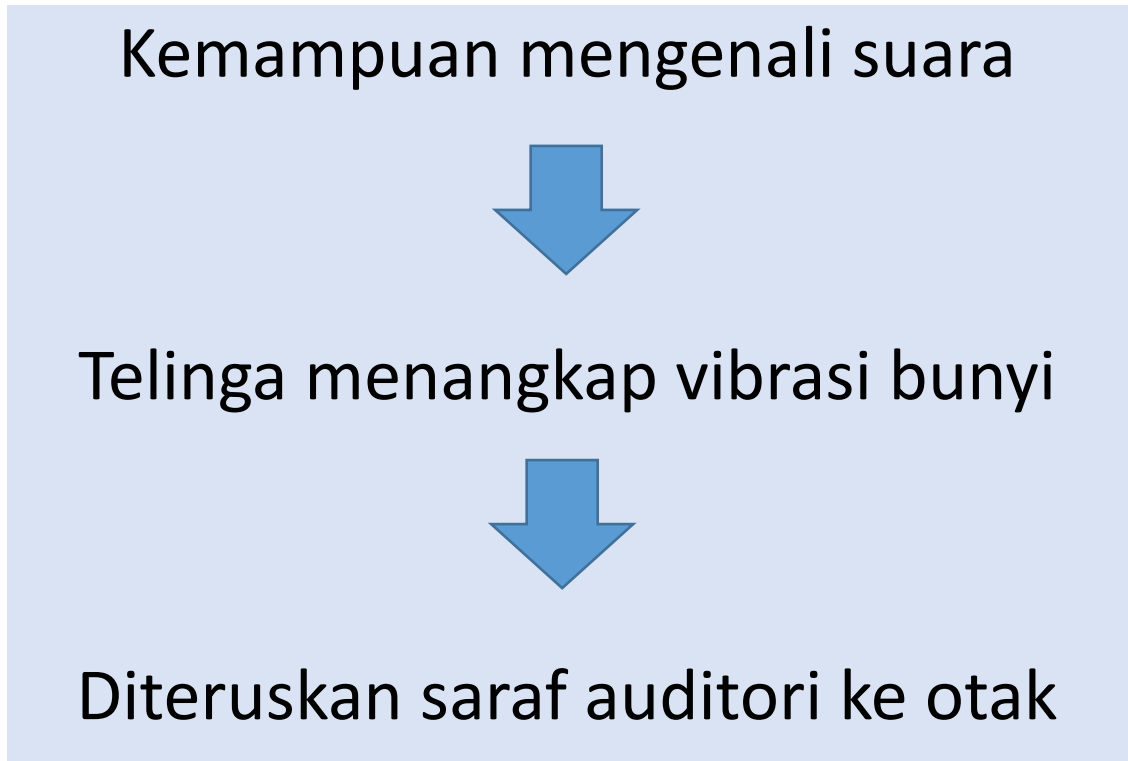 Kemampuan mengenali suara
Telinga menangkap vibrasi bunyi
Diteruskan saraf auditori ke otak